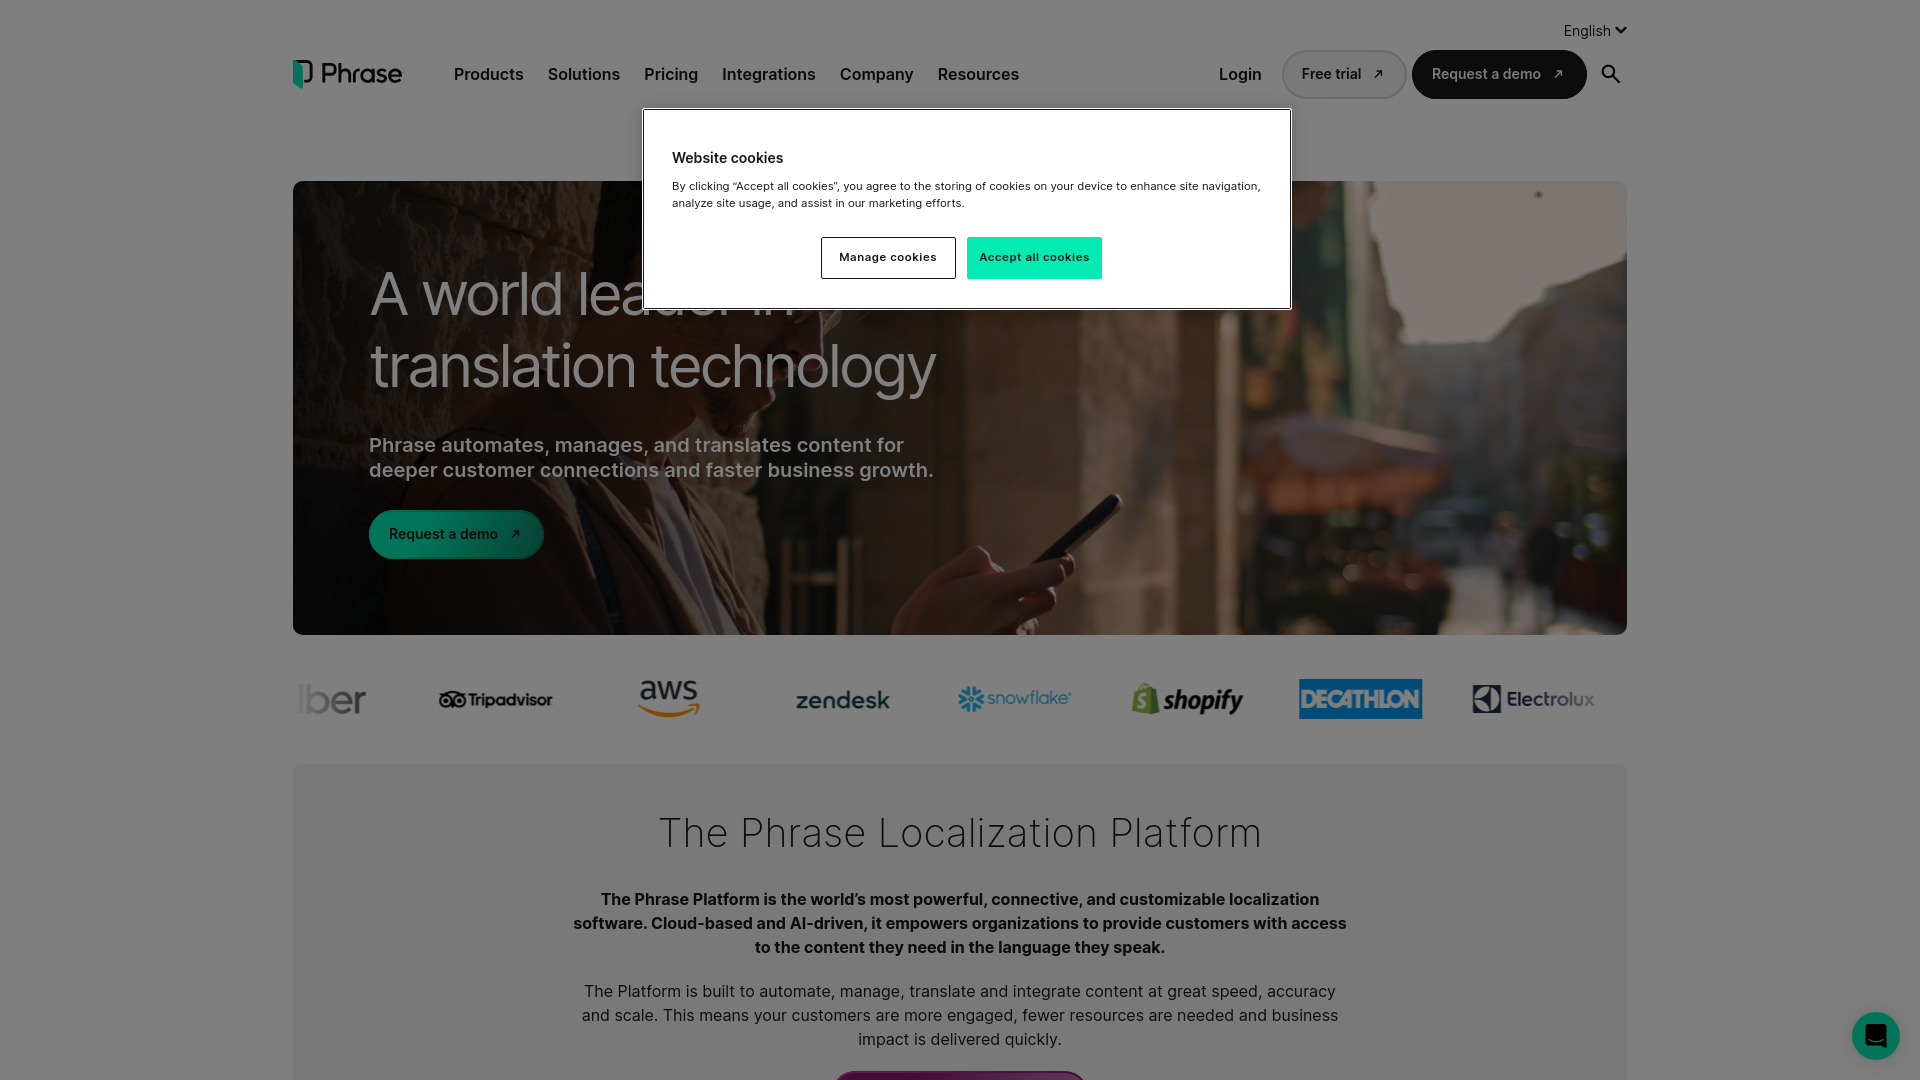 English
Phrase
Products
Solutions
Pricing
Integrations
Company
Resources
Login
Free trial
Request a demo
Website cookies
By clicking “Accept all cookies”, you agree to the storing of cookies on your device to enhance site navigation,
analyze site usage, and assist in our marketing efforts.
Manage cookies
Accept all cookies
A world leader in
translation technology
Phrase automates, manages, and translates content for
deeper customer connections and faster business growth.
Request a demo
Tripadvisor
aws
zendesk
snowflake
shopify
DECATHLON
Electrolux
The Phrase Localization Platform
The Phrase Platform is the world’s most powerful, connective, and customizable localization
software. Cloud-based and AI-driven, it empowers organizations to provide customers with access
to the content they need in the language they speak.
The Platform is built to automate, manage, translate and integrate content at great speed, accuracy
and scale. This means your customers are more engaged, fewer resources are needed and business
impact is delivered quickly.